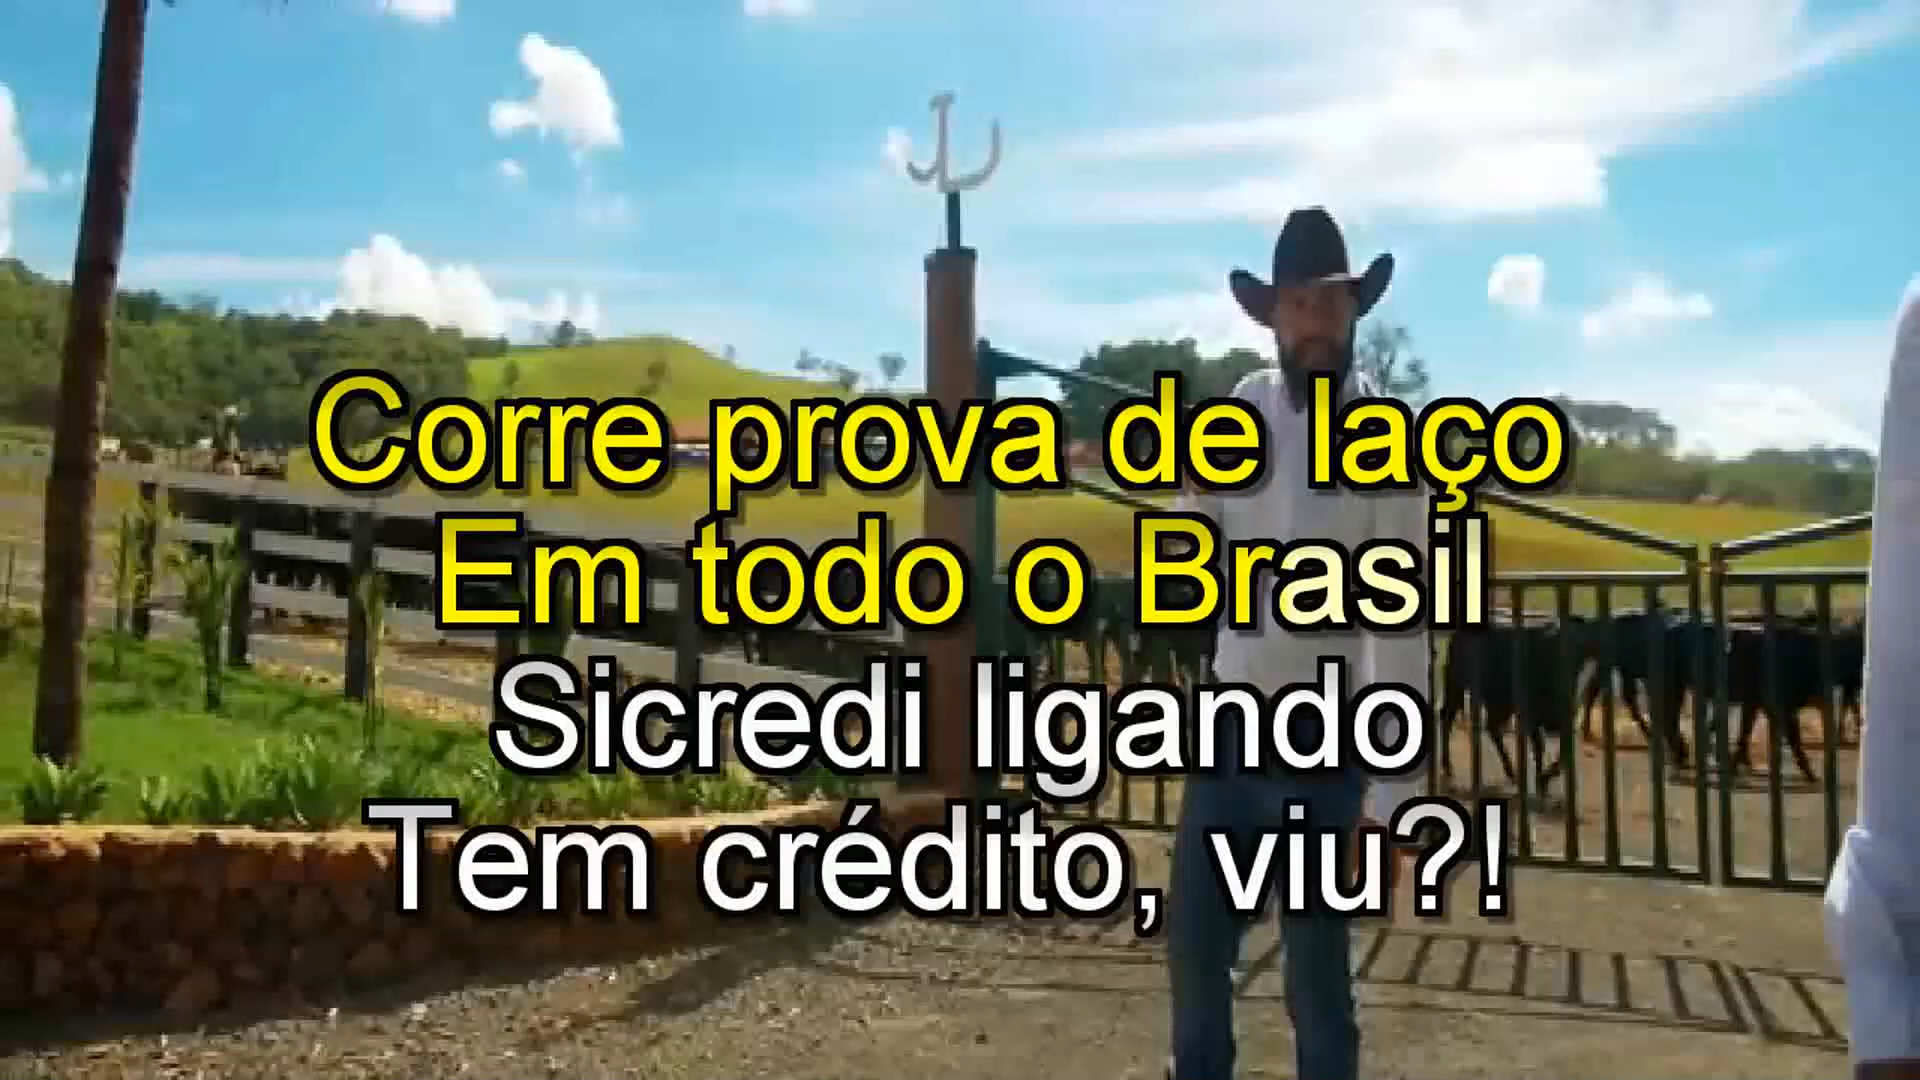 Corre prova de laço
Em todo o Brasil
Sicredi ligando
Tem crédito, viu?!